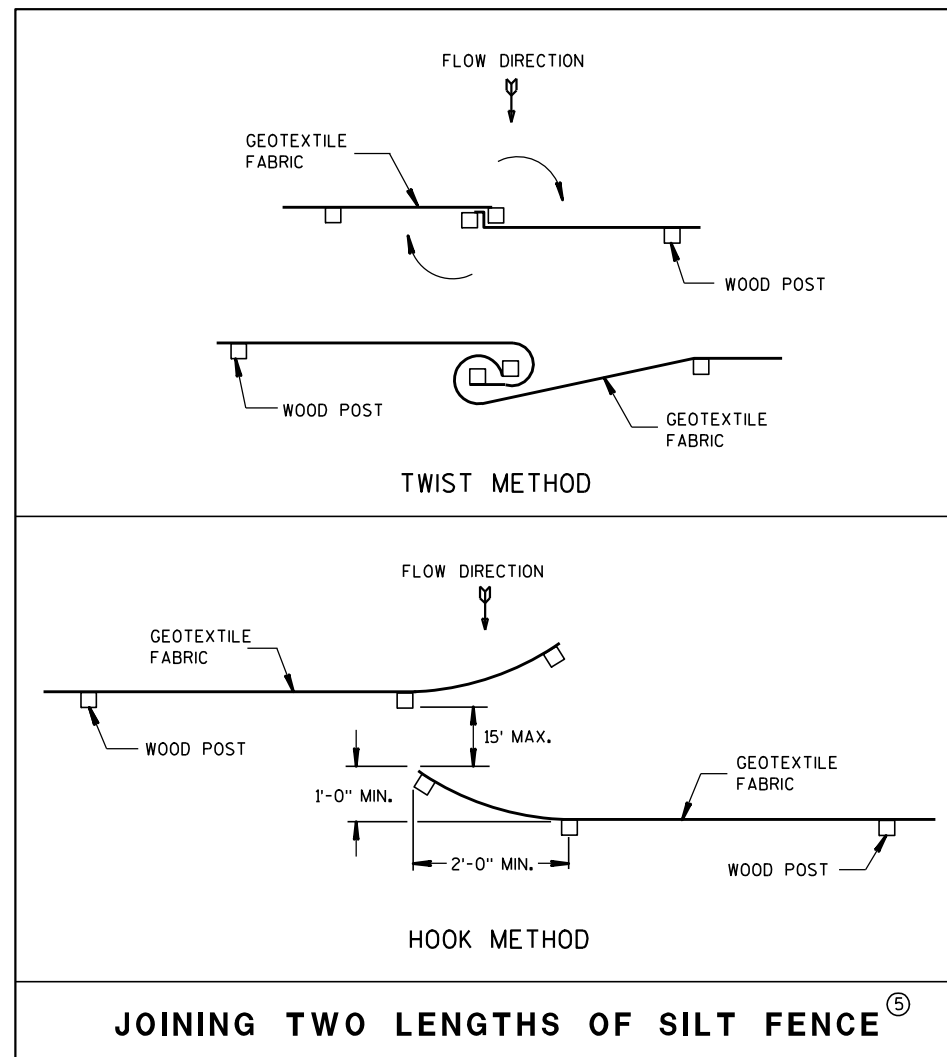 FLOW DIRECTION
GEOTEXTILE
FABRIC
WOOD POST
WOOD POST
GEOTEXTILE
FABRIC
TWIST METHOD
FLOW DIRECTION
GEOTEXTILE
FABRIC
WOOD POST
15' MAX.
1'-0" MIN.
GEOTEXTILE
FABRIC
2'-0" MIN.
WOOD POST
HOOK METHOD
JOINING TWO LENGTHS OF SILT FENCE ⑤